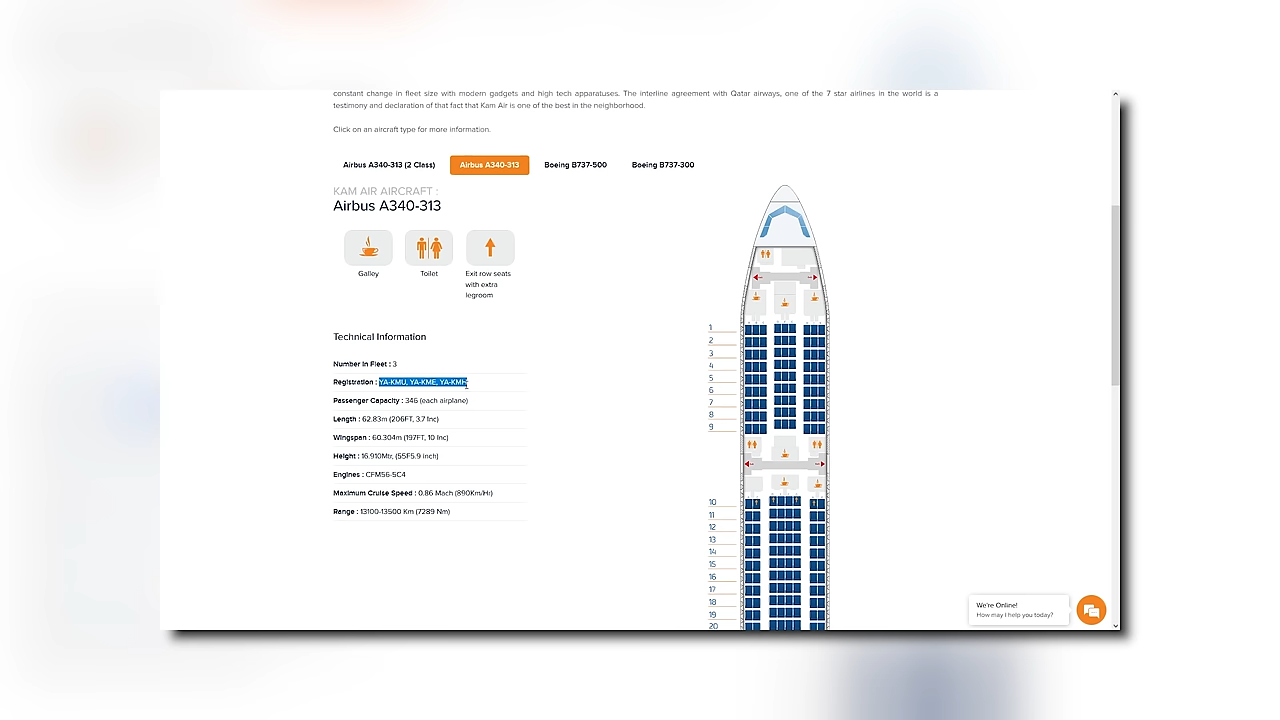 constant change in fleet size with modern gadgets and high tech apparatuses. The interline agreement with Qatar airways, one of the 7 star airlines in the world is a
testimony and declaration of that fact that Kam Air is one of the best in the neighborhood.
Click on an aircraft type for more information.
Airbus A340-313 (2 Class) Airbus A340-313 Boeing B737-500 Boeing B737-300
KAM AIR AIRCRAFT :
Airbus A340-313
Galley
Toilet
Exit row seats
with extra
legroom
Technical Information
Number In Fleet : 3
Registration : YA-KMU, YA-KME,
Passenger Capacity : 346 (each airplane)
Length : 62.83m (206FT, 3.7 Inc)
Wingspan : 60.304m (197FT, 10 Inc)
Height : 16.910Mtr, (55F5.9 inch)
Engines : CFM56-5C4
Maximum Cruise Speed : 0.86 Mach (890Km/Hr)
Range : 13100-13500 Km (7289 Nm)
1
2
3
4
5
6
7
8
9
10
11
12
13
14
15
16
17
18
19
20
We're Online!
How may I help you today?